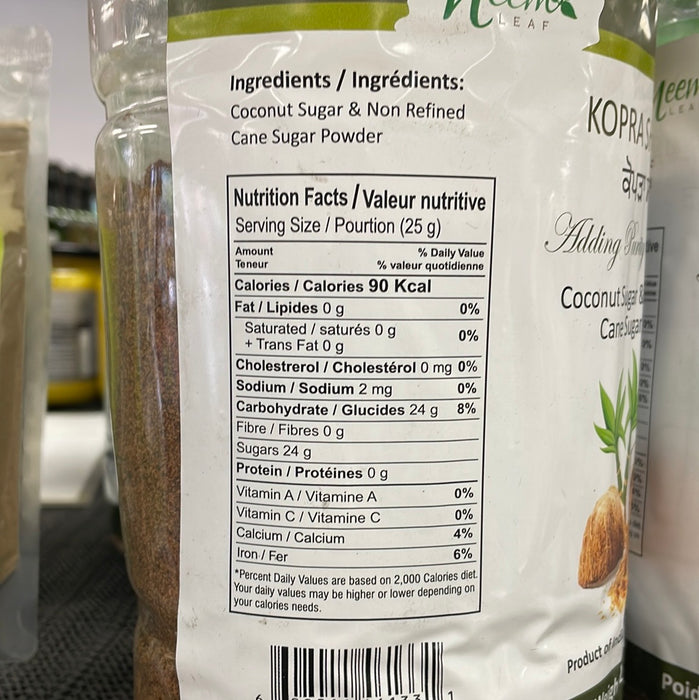 Neem
LEAF
Ingredients / Ingrédients:
Coconut Sugar & Non Refined
Cane Sugar Powder
Nutrition Facts / Valeur nutritive
Serving Size / Pourtion (25 g)
Amount % Daily Value
Teneur % valeur quotidienne
Calories / Calories 90 Kcal
Fat / Lipides 0 g 0%
Saturated / saturés 0 g
+ Trans Fat 0 g 0%
Cholestrerol / Cholestérol 0 mg 0%
Sodium / Sodium 2 mg 0%
Carbohydrate / Glucides 24 g 8%
Fibre / Fibres 0 g
Sugars 24 g
Protein / Protéines 0 g
Vitamin A / Vitamine A 0%
Vitamin C / Vitamine C 0%
Calcium / Calcium 4%
Iron / Fer 6%
*Percent Daily Values are based on 2,000 Calories diet.
Your daily values may be higher or lower depending on
your calories needs.
KOPRA
Adding
Coconut Sugar &
Cane Sugar
Product of